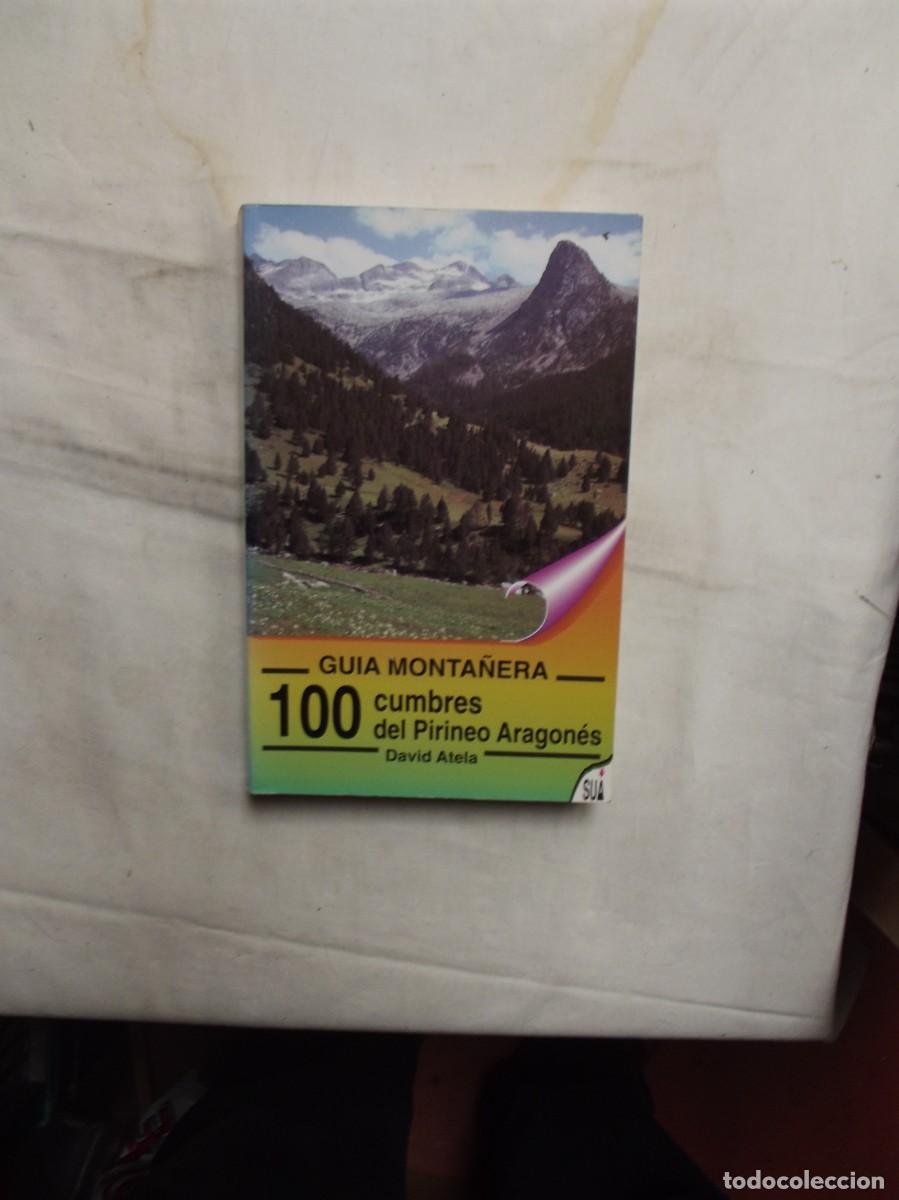 GUIA MONTAÑERA
100 cumbres
del Pirineo Aragonés
David Atela
SUA
todocoleccion